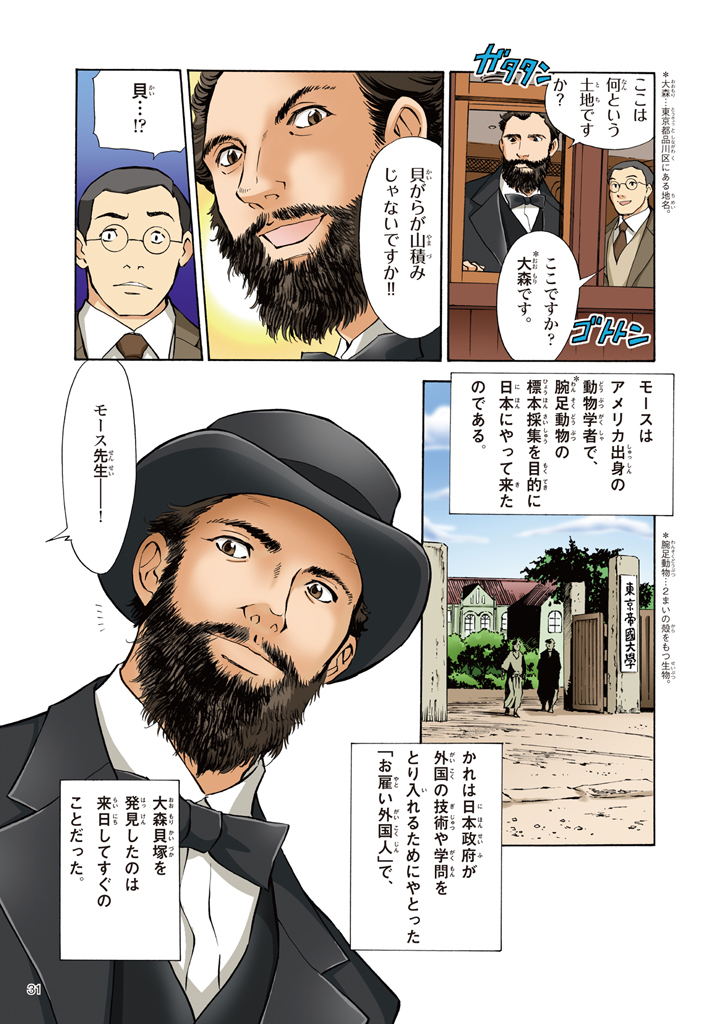 ガタタン
ここは
何という
土地です
か？
ここですか？
＊大森です。
ゴトトン
＊大森…東京都品川区にある地名。
貝がらが山積み
じゃないですか!!
貝…!?
モースは
アメリカ出身の
動物学者で、
＊腕足動物の
標本採集を目的に
日本にやって来た
のである。
＊腕足動物…２まいの殻をもつ生物。
東京帝國大學
モース先生——！
かれは日本政府が
外国の技術や学問を
とり入れるためにやとった
「お雇い外国人」で、
大森貝塚を
発見したのは
来日してすぐの
ことだった。
31